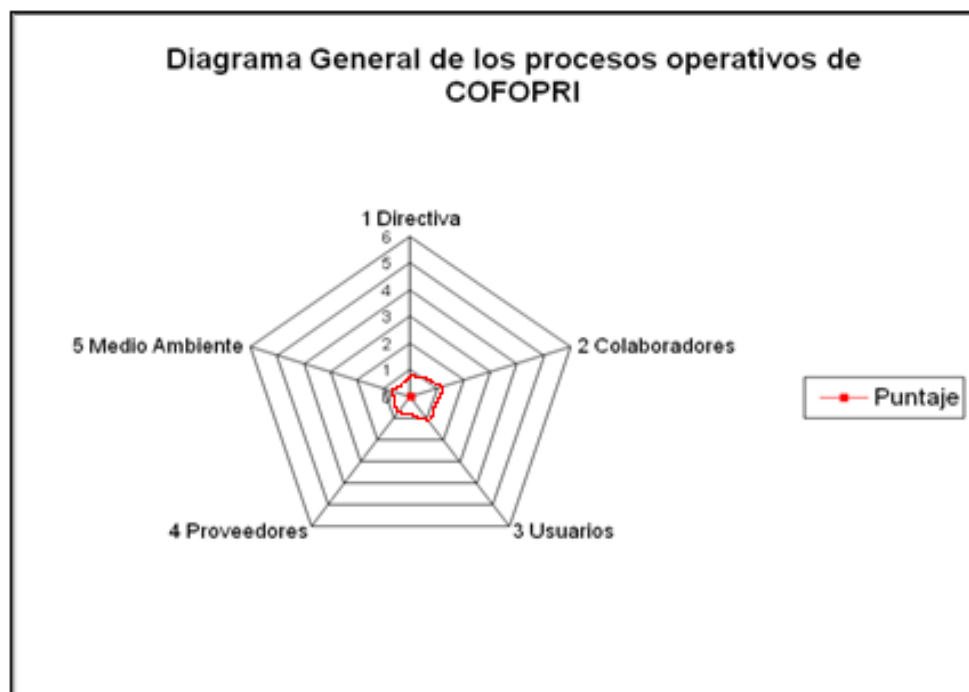 Diagrama General de los procesos operativos de
COFOPRI
1 Directiva
6
5
4
3
2
1
0
5 Medio Ambiente
2 Colaboradores
Puntaje
4 Proveedores
3 Usuarios